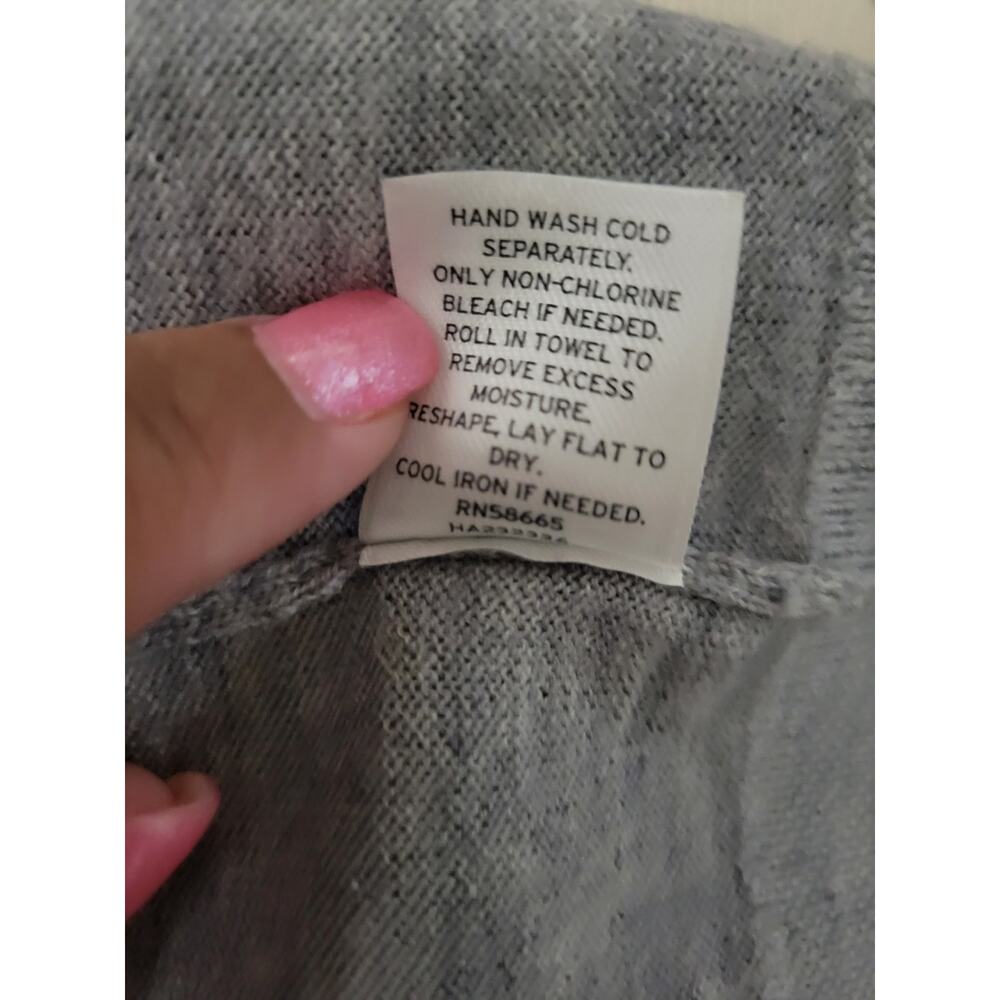 HAND WASH COLD
SEPARATELY.
ONLY NON-CHLORINE
BLEACH IF NEEDED.
ROLL IN TOWEL TO
REMOVE EXCESS
MOISTURE.
RESHAPE, LAY FLAT TO
DRY.
COOL IRON IF NEEDED.
RN58665